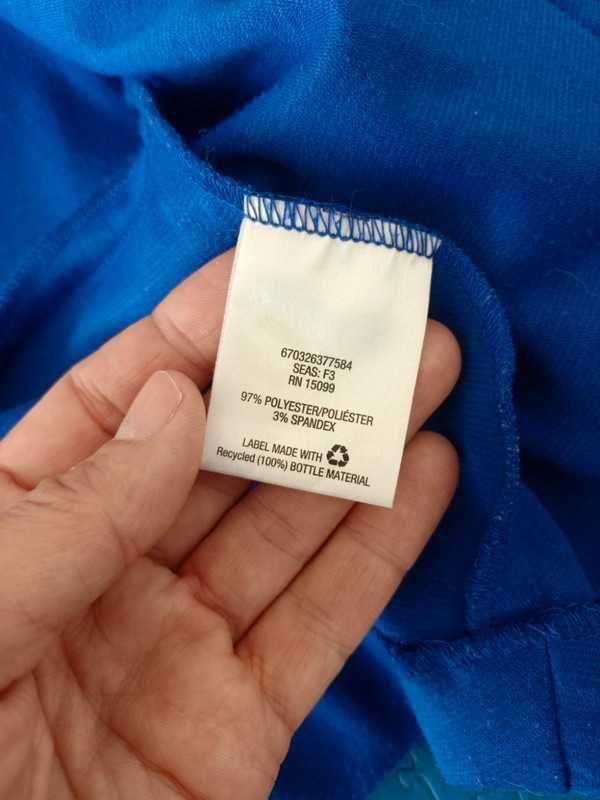 670326377584
SEAS: F3
RN 15099
97% POLYESTER/POLIÉSTER
3% SPANDEX
LABEL MADE WITH
Recycled (100%) BOTTLE MATERIAL